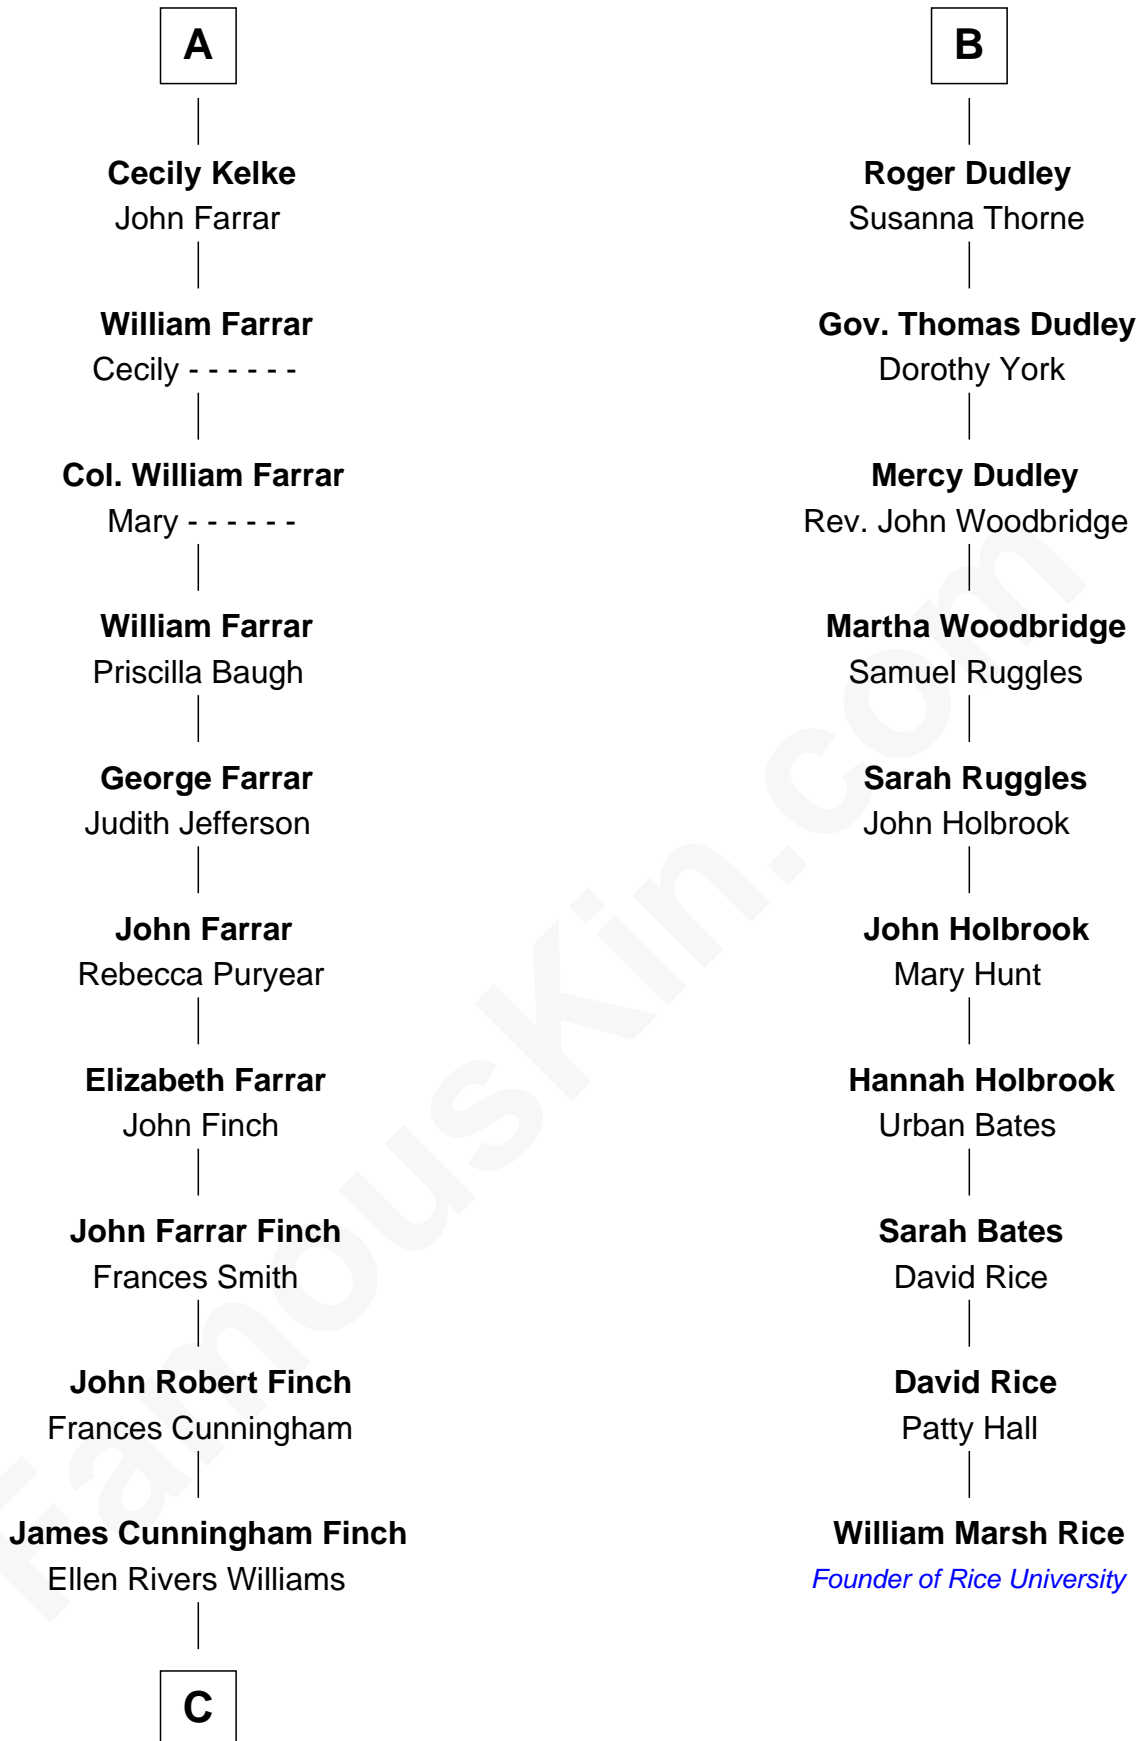 A
Cecily Kelke
John Farrar
William Farrar
Cecily - - - - - -
Col. William Farrar
Mary - - - - - -
William Farrar
Priscilla Baugh
George Farrar
Judith Jefferson
John Farrar
Rebecca Puryear
Elizabeth Farrar
John Finch
John Farrar Finch
Frances Smith
John Robert Finch
Frances Cunningham
James Cunningham Finch
Ellen Rivers Williams
C
B
Roger Dudley
Susanna Thorne
Gov. Thomas Dudley
Dorothy York
Mercy Dudley
Rev. John Woodbridge
Martha Woodbridge
Samuel Ruggles
Sarah Ruggles
John Holbrook
John Holbrook
Mary Hunt
Hannah Holbrook
Urban Bates
Sarah Bates
David Rice
David Rice
Patty Hall
William Marsh Rice
Founder of Rice University
FamousKin.com